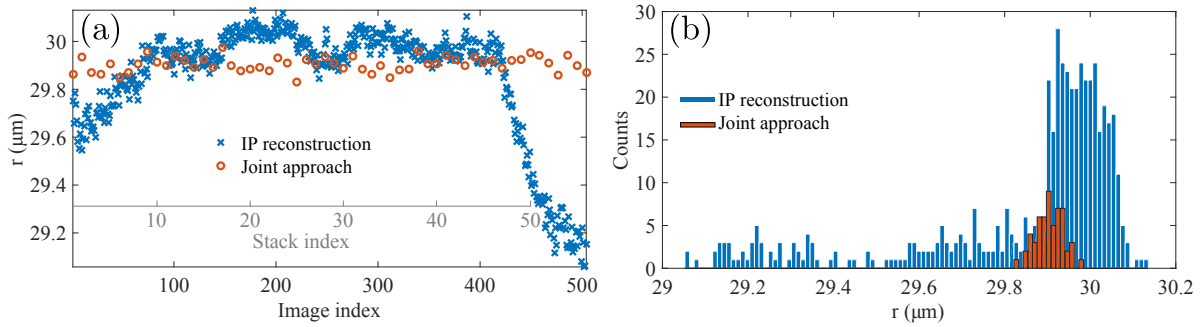 (a)
30
29.8
29.6
29.4
29.2
r (μm)
IP reconstruction
Joint approach
10 20 30 40 50
Stack index
100 200 300 400 500
Image index
(b)
30
25
20
15
10
5
0
Counts
IP reconstruction
Joint approach
29 29.2 29.4 29.6 29.8 30 30.2
r (μm)